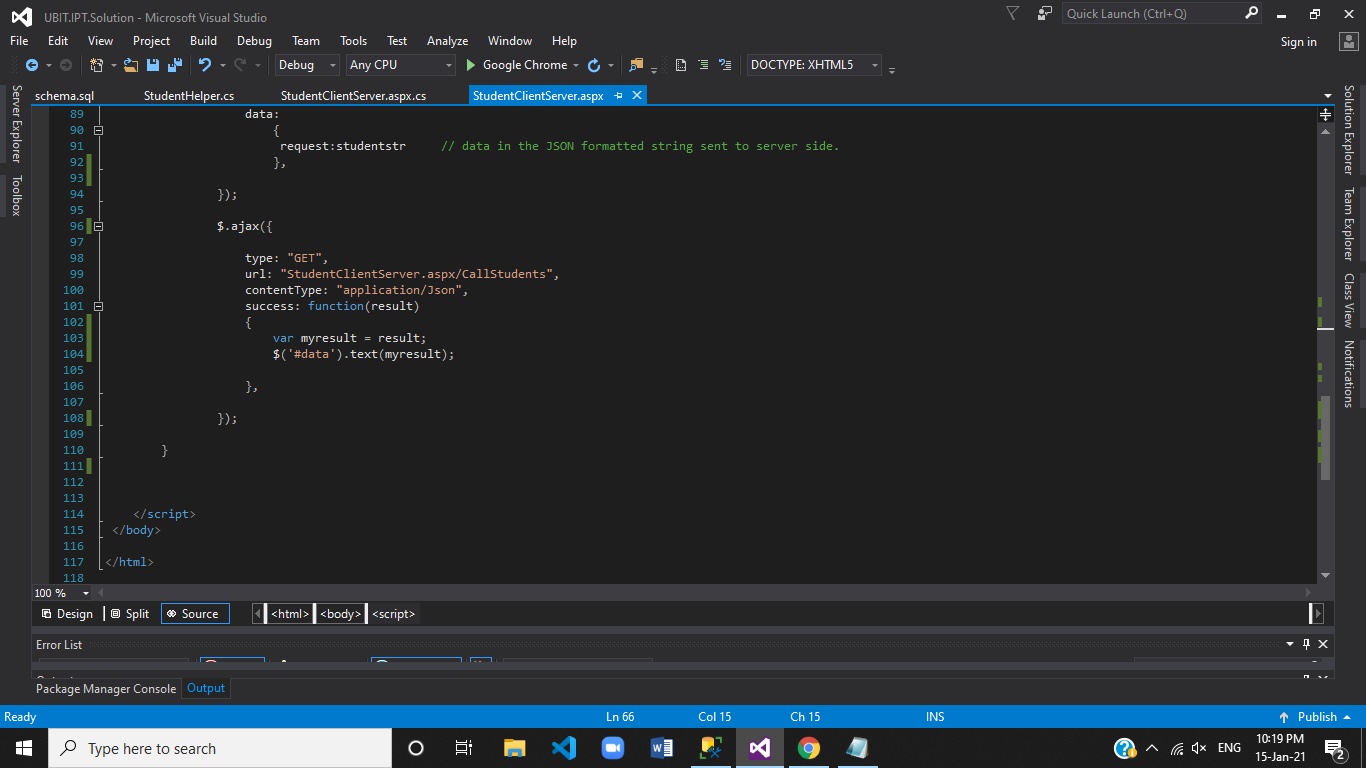 UBIT.IPT.Solution - Microsoft Visual Studio
Quick Launch (Ctrl+Q)
File Edit View Project Build Debug Team Tools Test Analyze Window Help
Sign in
Debug Any CPU Google Chrome DOCTYPE: XHTML5
schema.sql StudentHelper.cs StudentClientServer.aspx.cs StudentClientServer.aspx
Server Explorer
Toolbox
89 data:
90 {
91 request:studentstr // data in the JSON formatted string sent to server side.
92 },
93
94 });
95
96 $.ajax({
97
98 type: "GET",
99 url: "StudentClientServer.aspx/CallStudents",
100 contentType: "application/Json",
101 success: function(result)
102 {
103 var myresult = result;
104 $('#data').text(myresult);
105
106 },
107
108 });
109
110 }
111
112
113
114 </script>
115 </body>
116
117 </html>
118
Solution Explorer
Team Explorer
Class View
Notifications
100 %
Design Split Source <html> <body> <script>
Error List
Package Manager Console Output
Ready Ln 66 Col 15 Ch 15 INS Publish
Type here to search
ENG
10:19 PM
15-Jan-21
2